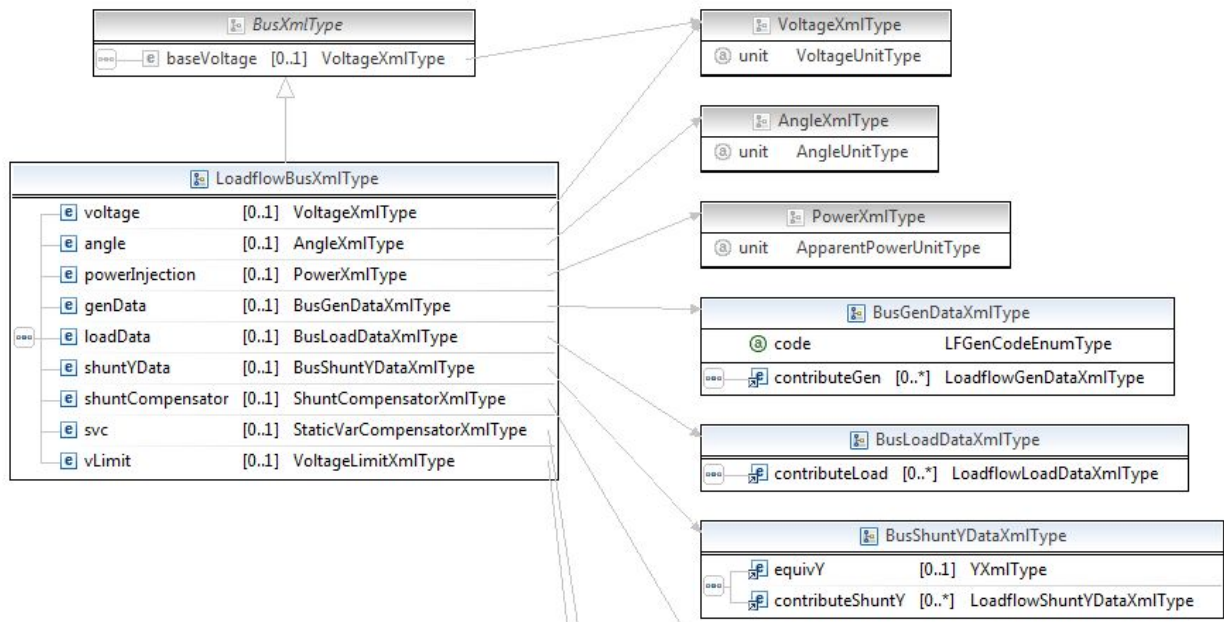 BusXmlType
baseVoltage [0..1] VoltageXmlType
VoltageXmlType
unit VoltageUnitType
AngleXmlType
unit AngleUnitType
LoadflowBusXmlType
voltage [0..1] VoltageXmlType
angle [0..1] AngleXmlType
powerInjection [0..1] PowerXmlType
genData [0..1] BusGenDataXmlType
loadData [0..1] BusLoadDataXmlType
shuntYData [0..1] BusShuntYDataXmlType
shuntCompensator [0..1] ShuntCompensatorXmlType
svc [0..1] StaticVarCompensatorXmlType
vLimit [0..1] VoltageLimitXmlType
PowerXmlType
unit ApparentPowerUnitType
BusGenDataXmlType
code LFGenCodeEnumType
contributeGen [0..*] LoadflowGenDataXmlType
BusLoadDataXmlType
contributeLoad [0..*] LoadflowLoadDataXmlType
BusShuntYDataXmlType
equivY [0..1] YXmlType
contributeShuntY [0..*] LoadflowShuntYDataXmlType